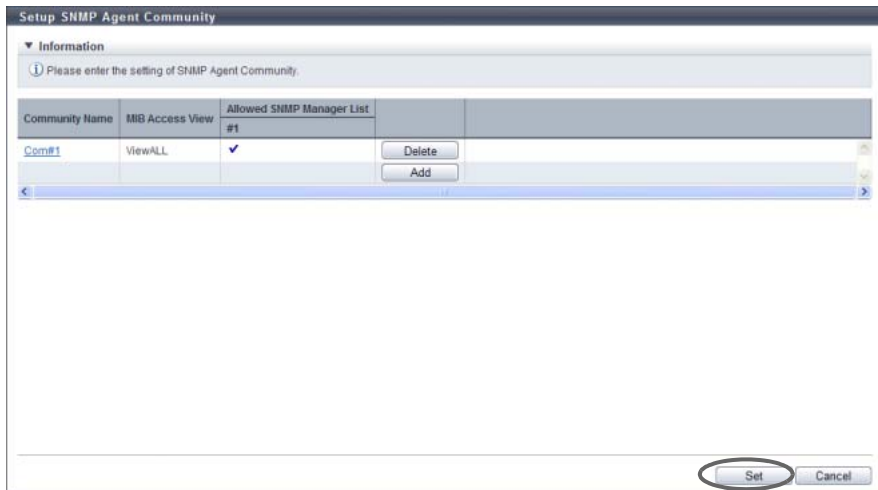 Setup SNMP Agent Community
▼ Information
Please enter the setting of SNMP Agent Community.
Community Name MIB Access View Allowed SNMP Manager List
#1
Com#1 ViewALL ✔ Delete
Add
Set Cancel